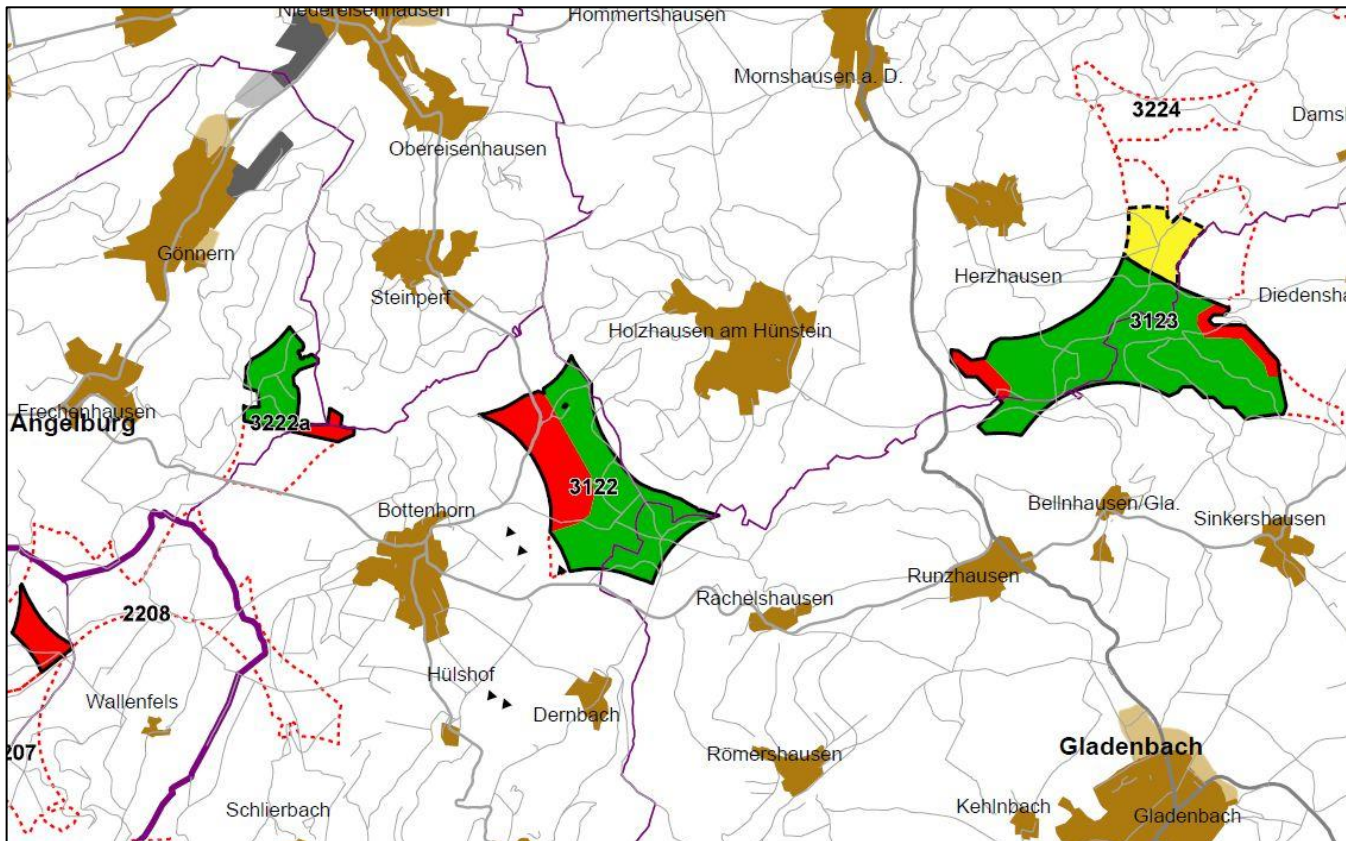 Niedereisenhausen
Hommertshausen
Mornshausen a. D.
3224
Damsh
Obereisenhausen
Gönnern
Herzhausen
Steinperf
Diedensha
Holzhausen am Hünstein
3123
Frechenhausen
Angelburg
3222a
3122
Bottenhorn
Bellnhausen/Gla.
Sinkershausen
Runzhausen
Rachelshausen
2208
Hülshof
Wallenfels
Dernbach
207
Römershausen
Gladenbach
Schlierbach
Kehlnbach
Gladenbach